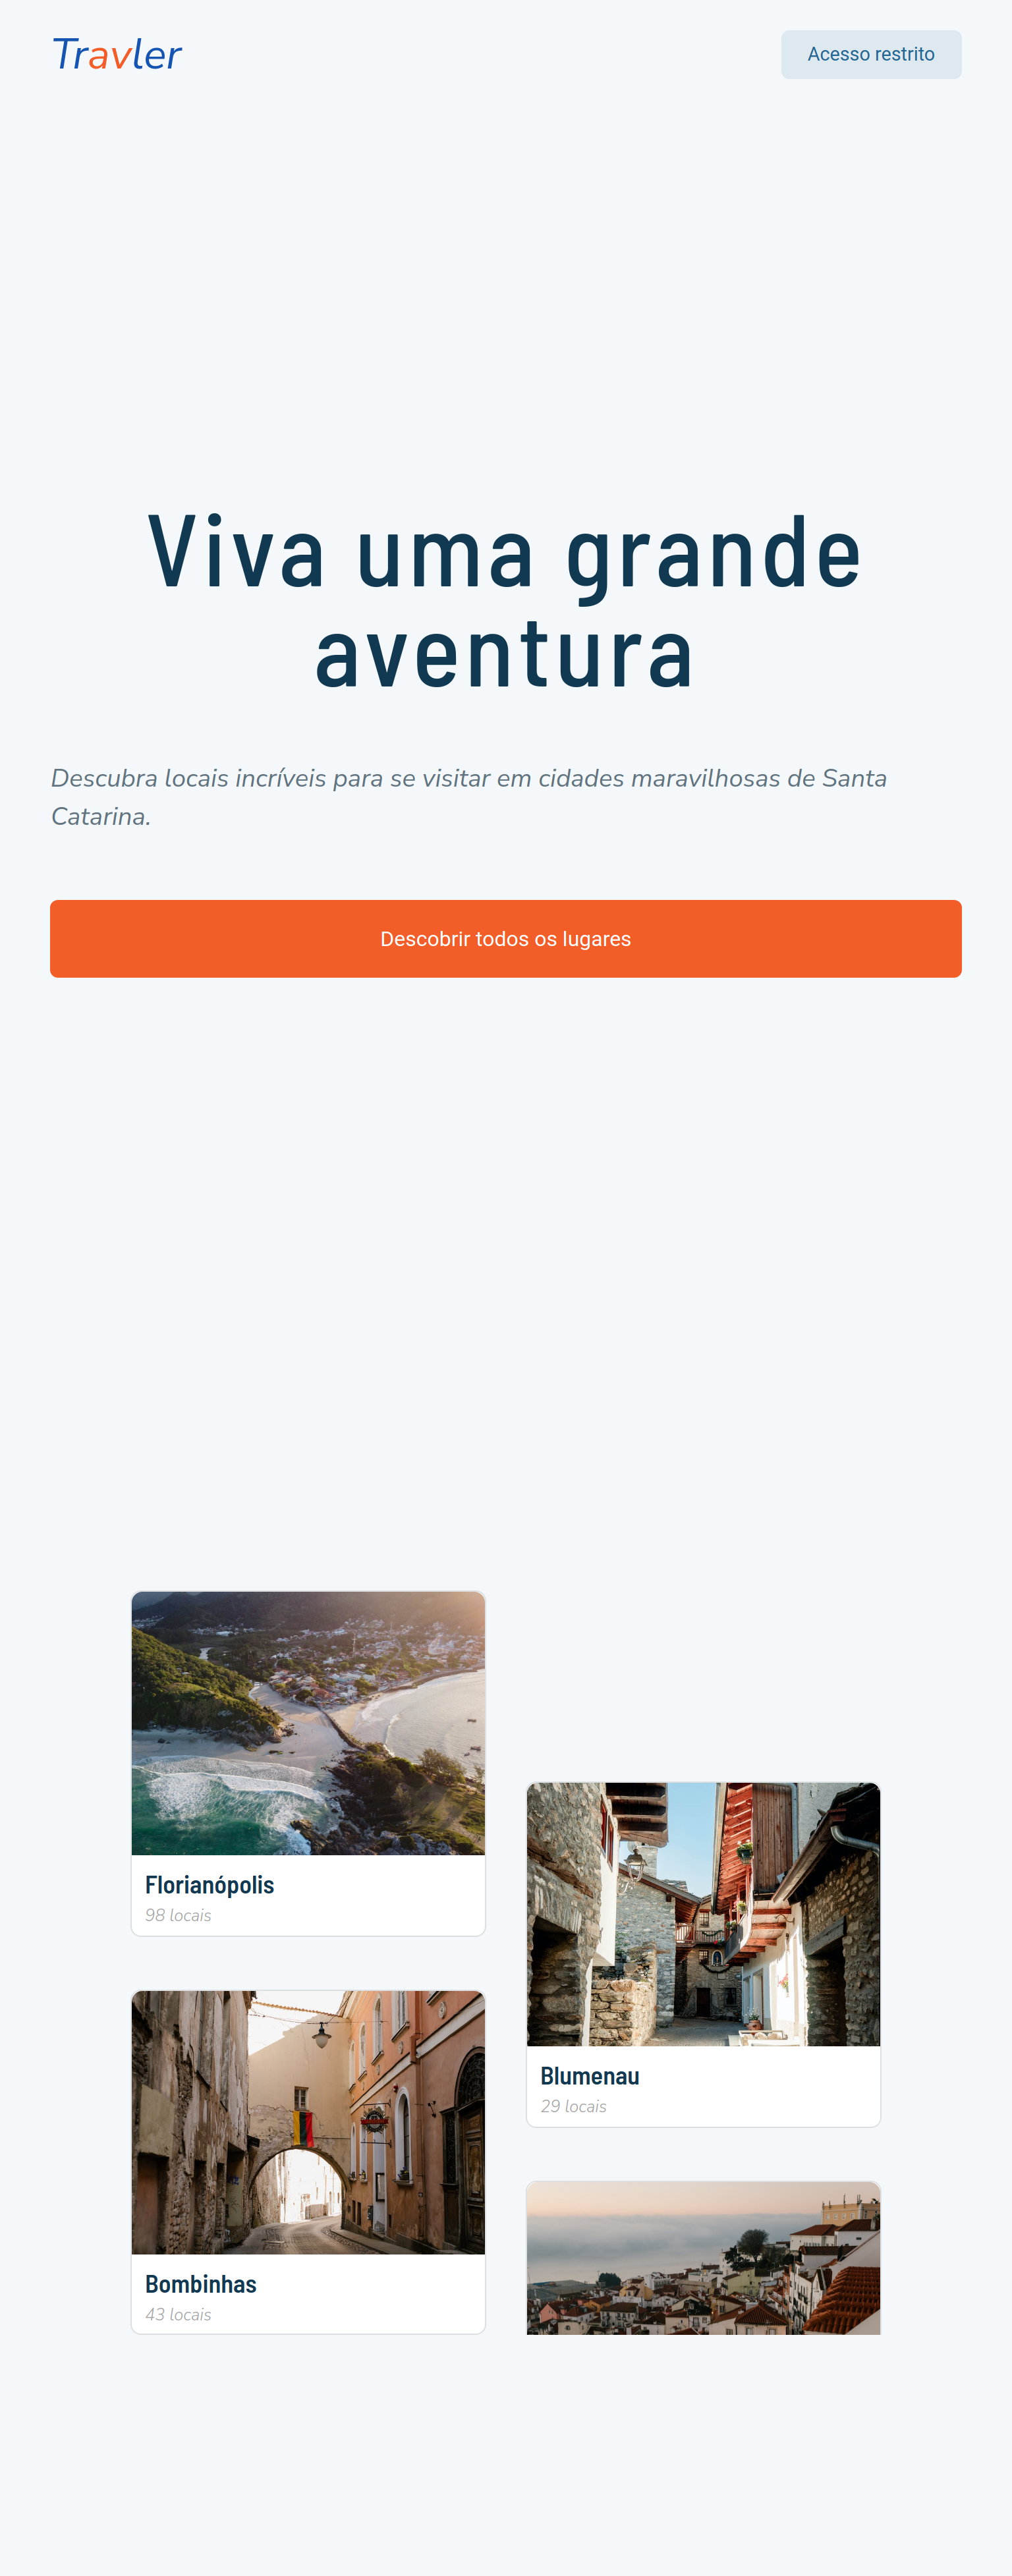 Travler
Acesso restrito
Viva uma grande
aventura
Descubra locais incríveis para se visitar em cidades maravilhosas de Santa
Catarina.
Descobrir todos os lugares
Florianópolis
98 locais
Blumenau
29 locais
Bombinhas
43 locais